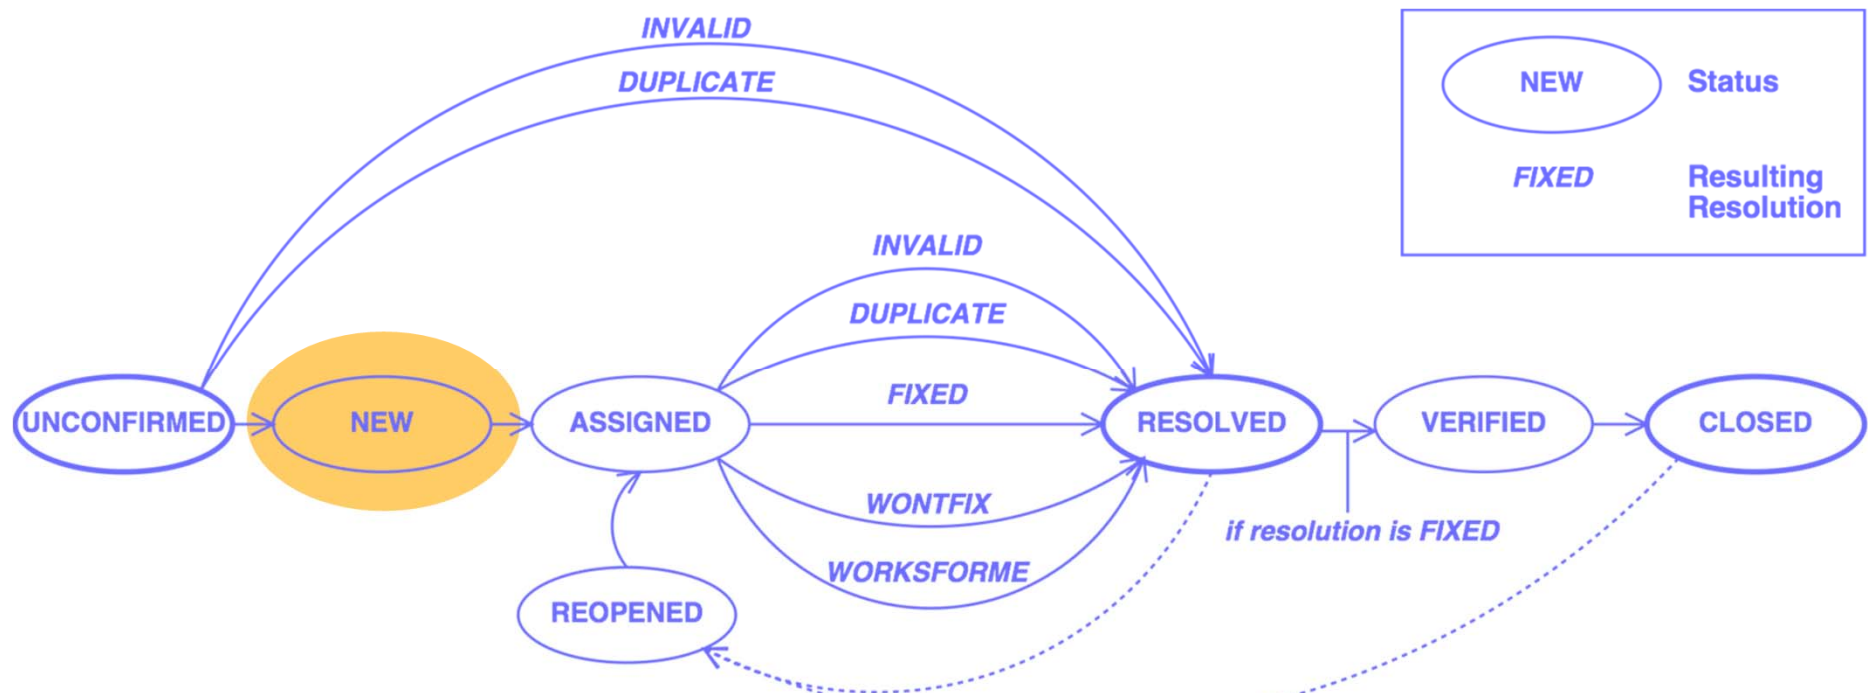 INVALID
DUPLICATE
NEW
Status
FIXED
Resulting
Resolution
INVALID
DUPLICATE
FIXED
UNCONFIRMED
NEW
ASSIGNED
RESOLVED
VERIFIED
CLOSED
WONTFIX
if resolution is FIXED
WORKSFORME
REOPENED